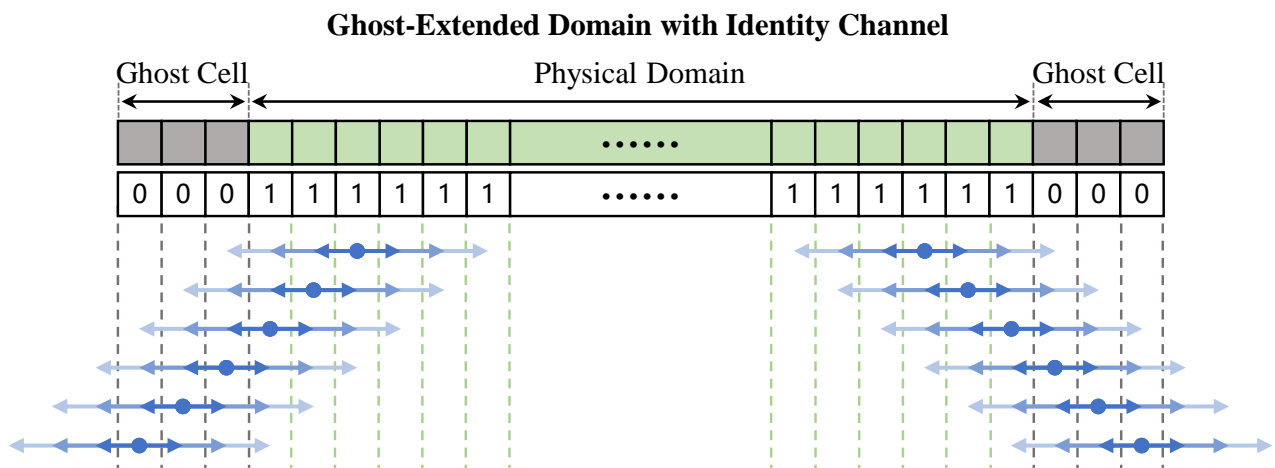 Ghost-Extended Domain with Identity Channel
Ghost Cell Physical Domain Ghost Cell
......
0 0 0 1 1 1 1 1 1 ...... 1 1 1 1 1 1 0 0 0